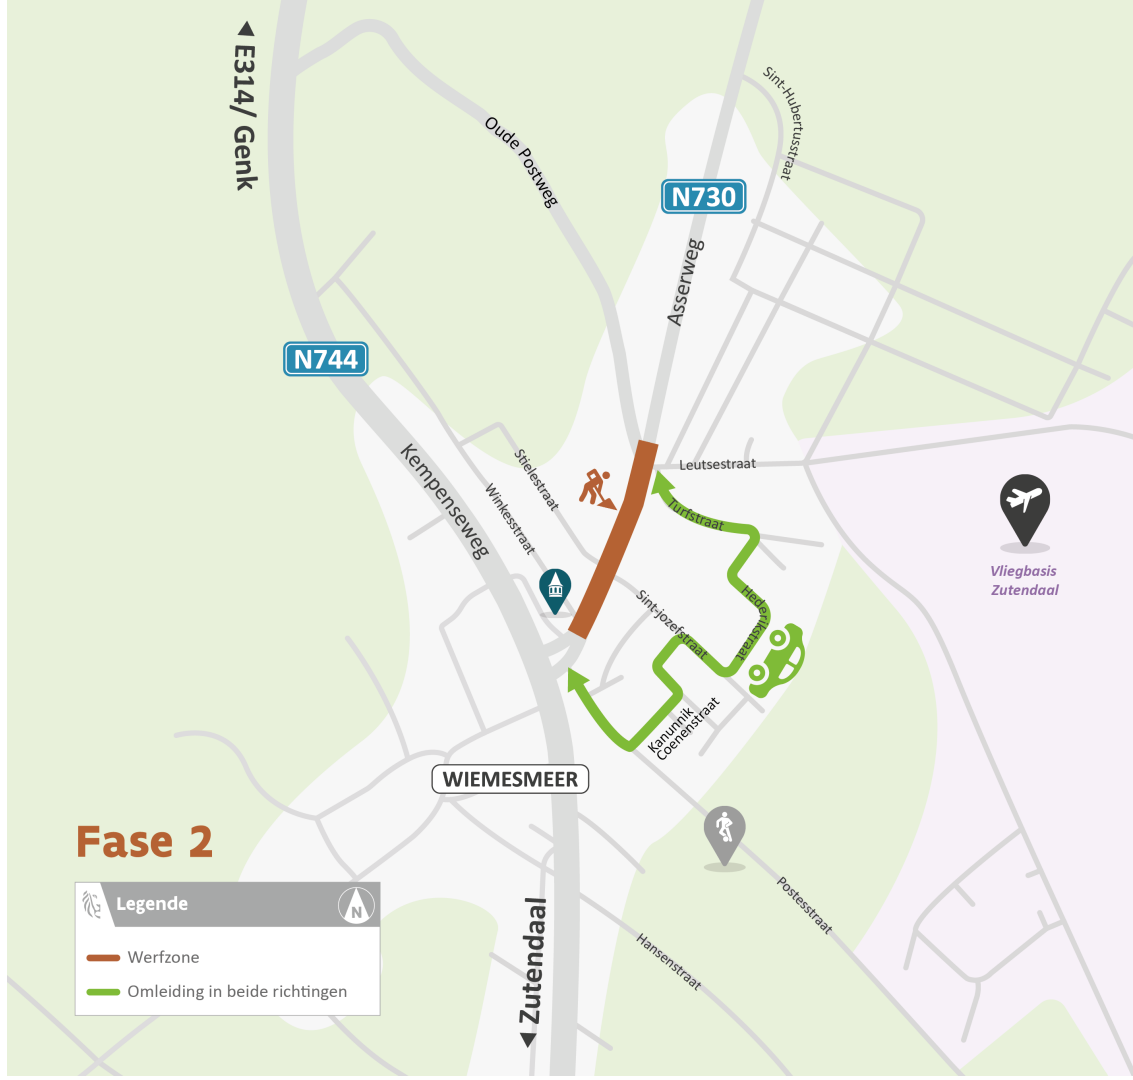 E314/ Genk
Oude Postweg
Sint-Hubertusstraat
N730
Asserweg
N744
Kempenseweg
Stielestraat
Winkesstraat
Leutsestraat
Turfstraat
Vliegbasis
Zutendaal
Hederikstraat
Sint-jozefstraat
Kanunnik
Coenenstraat
WIEMESMEER
Fase 2
Legende
N
Werfzone
Omleiding in beide richtingen
Zutendaal
Postesstraat
Hansenstraat